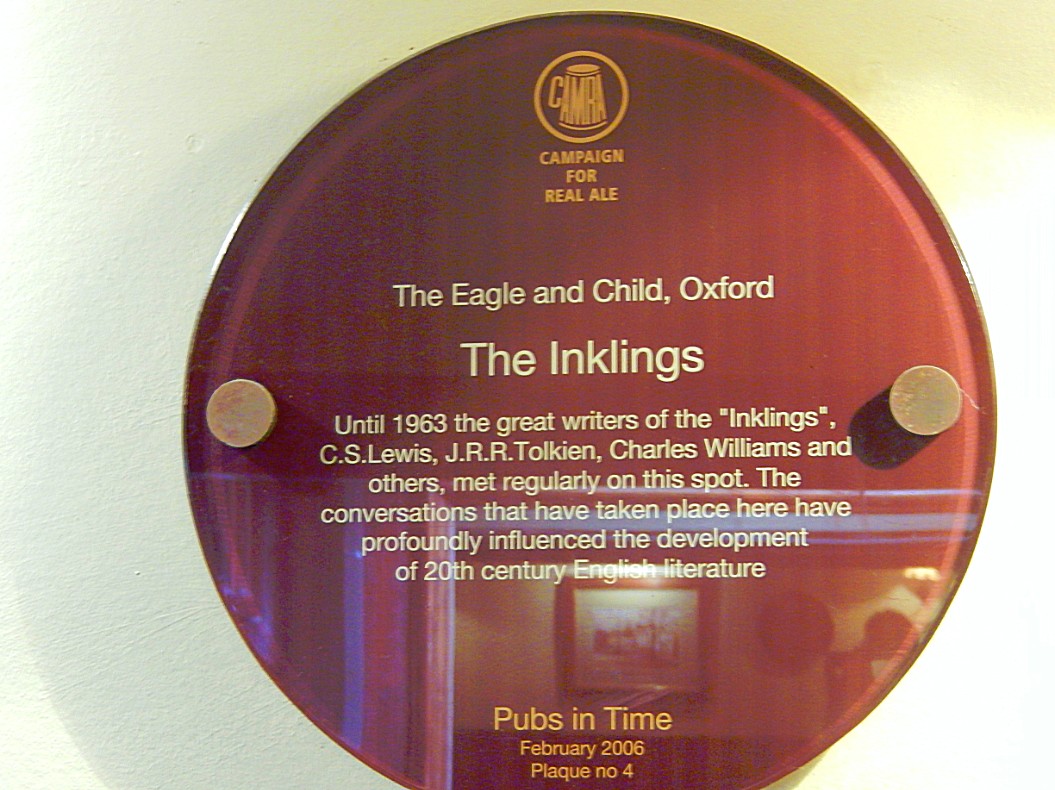 CAMRA
CAMPAIGN
FOR
REAL ALE
The Eagle and Child, Oxford
The Inklings
Until 1963 the great writers of the "Inklings",
C.S.Lewis, J.R.R.Tolkien, Charles Williams and
others, met regularly on this spot. The
conversations that have taken place here have
profoundly influenced the development
of 20th century English literature
Pubs in Time
February 2006
Plaque no 4